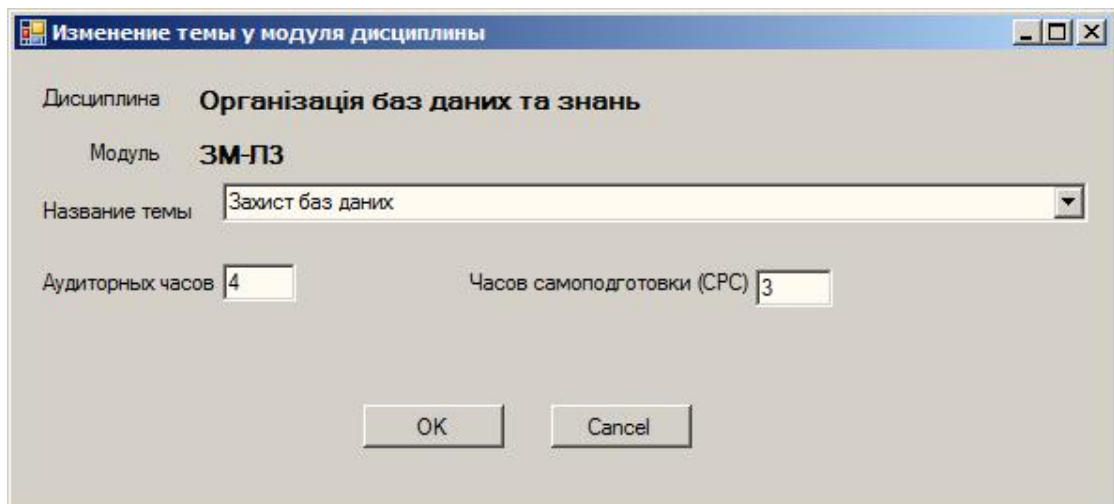 Изменение темы у модуля дисциплины
Дисциплина Організація баз даних та знань
Модуль ЗМ-П3
Название темы Захист баз даних
Аудиторных часов 4 Часов самоподготовки (СРС) 3
OK Cancel